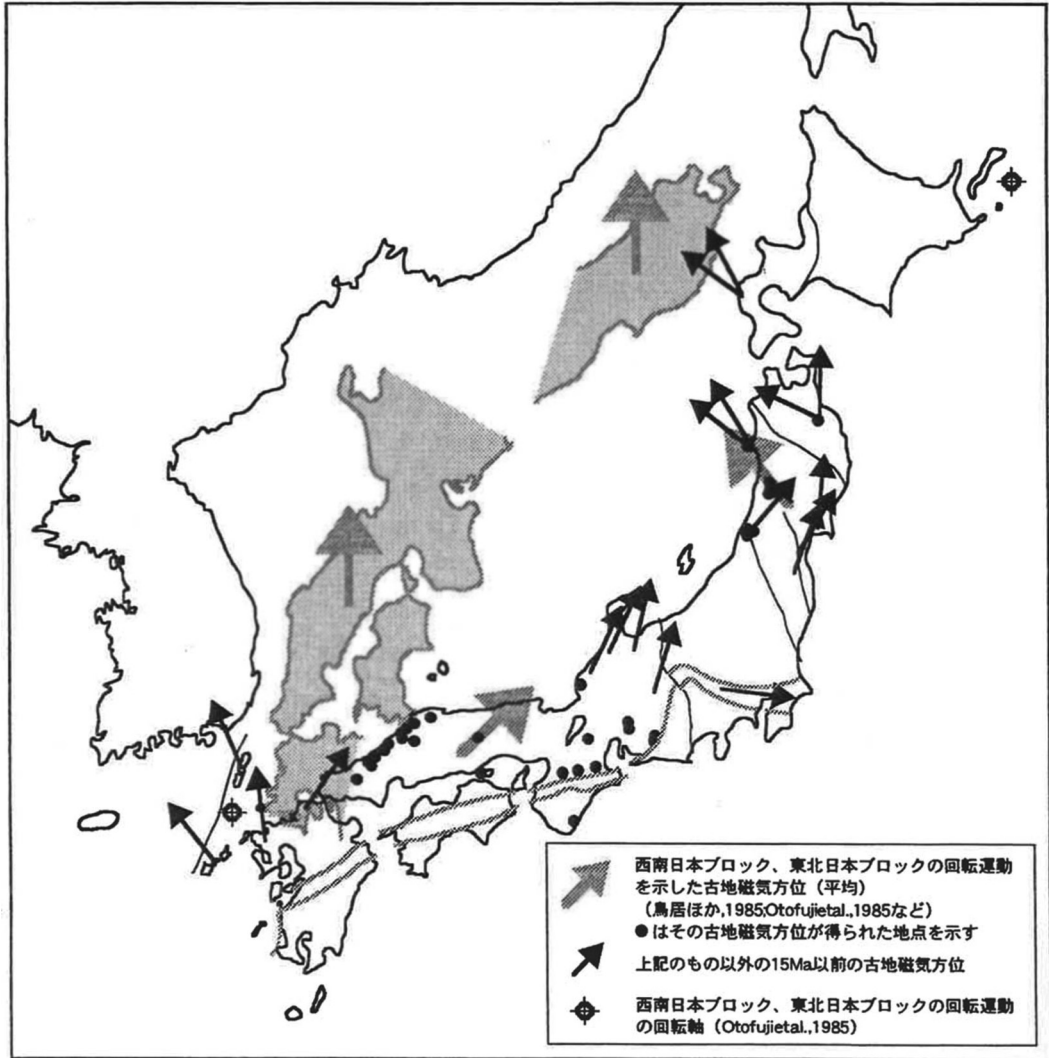 西南日本ブロック、東北日本ブロックの回転運動
を示した古地磁気方位（平均）
（鳥居ほか,1985;Otofujietal.,1985など）
●はその古地磁気方位が得られた地点を示す
上記のもの以外の15Ma以前の古地磁気方位
西南日本ブロック、東北日本ブロックの回転運動
の回転軸（Otofujietal.,1985）